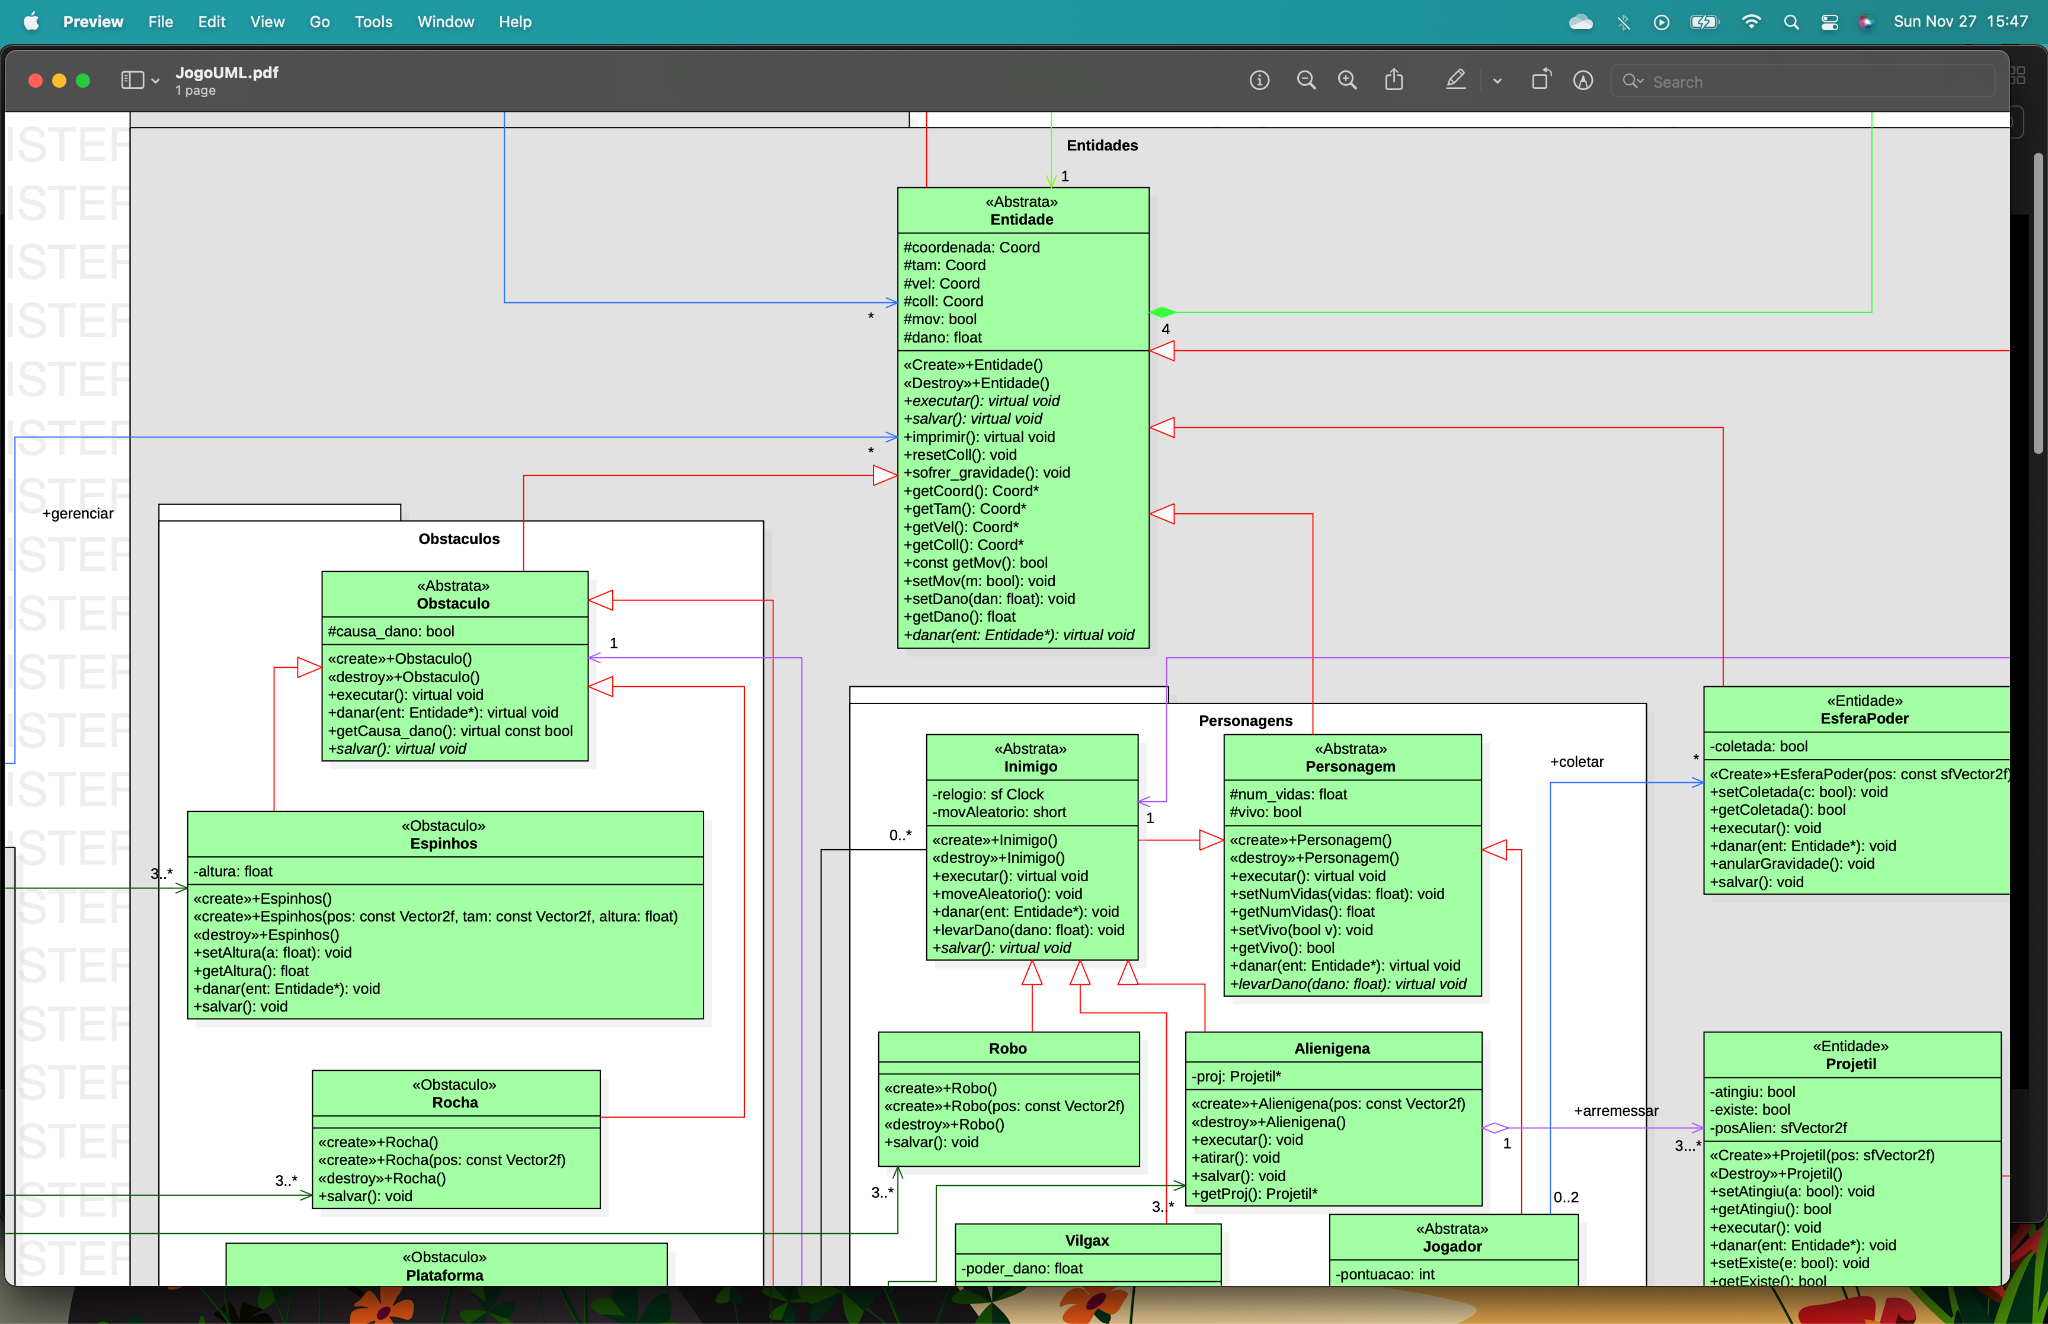 Preview File Edit View Go Tools Window Help
Sun Nov 27 15:47
JogoUML.pdf
1 page
Search
Entidades
1
«Abstrata»
Entidade
#coordenada: Coord
#tam: Coord
#vel: Coord
#coll: Coord
#mov: bool
#dano: float
«Create»+Entidade()
«Destroy»+Entidade()
+executar(): virtual void
+salvar(): virtual void
+imprimir(): virtual void
+resetColl(): void
+sofrer_gravidade(): void
+getCoord(): Coord*
+getTam(): Coord*
+getVel(): Coord*
+getColl(): Coord*
+const getMov(): bool
+setMov(m: bool): void
+setDano(dan: float): void
+getDano(): float
+danar(ent: Entidade*): virtual void
*
4
*
+gerenciar
Obstaculos
«Abstrata»
Obstaculo
#causa_dano: bool
«create»+Obstaculo()
«destroy»+Obstaculo()
+executar(): virtual void
+danar(ent: Entidade*): virtual void
+getCausa_dano(): virtual const bool
+salvar(): virtual void
1
«Obstaculo»
Espinhos
-altura: float
«create»+Espinhos()
«create»+Espinhos(pos: const Vector2f, tam: const Vector2f, altura: float)
«destroy»+Espinhos()
+setAltura(a: float): void
+getAltura(): float
+danar(ent: Entidade*): void
+salvar(): void
3..*
«Obstaculo»
Rocha
«create»+Rocha()
«create»+Rocha(pos: const Vector2f)
«destroy»+Rocha()
+salvar(): void
3..*
«Obstaculo»
Plataforma
Personagens
«Abstrata»
Inimigo
-relogio: sf Clock
-movAleatorio: short
«create»+Inimigo()
«destroy»+Inimigo()
+executar(): virtual void
+moveAleatorio(): void
+danar(ent: Entidade*): void
+levarDano(dano: float): void
+salvar(): virtual void
0..*
1
«Abstrata»
Personagem
#num_vidas: float
#vivo: bool
«create»+Personagem()
«destroy»+Personagem()
+executar(): virtual void
+setNumVidas(vidas: float): void
+getNumVidas(): float
+setVivo(bool v): void
+getVivo(): bool
+danar(ent: Entidade*): virtual void
+levarDano(dano: float): virtual void
+coletar
*
«Entidade»
EsferaPoder
-coletada: bool
«Create»+EsferaPoder(pos: const sfVector2f)
+setColetada(c: bool): void
+getColetada(): bool
+executar(): void
+danar(ent: Entidade*): void
+anularGravidade(): void
+salvar(): void
Robo
«create»+Robo()
«create»+Robo(pos: const Vector2f)
«destroy»+Robo()
+salvar(): void
3..*
Alienigena
-proj: Projetil*
«create»+Alienigena(pos: const Vector2f)
«destroy»+Alienigena()
+executar(): void
+atirar(): void
+salvar(): void
+getProj(): Projetil*
3..*
+arremessar
1
3...*
0..2
«Entidade»
Projetil
-atingiu: bool
-existe: bool
-posAlien: sfVector2f
«Create»+Projetil(pos: sfVector2f)
«Destroy»+Projetil()
+setAtingiu(a: bool): void
+getAtingiu(): bool
+executar(): void
+danar(ent: Entidade*): void
+setExiste(e: bool): void
+getExiste(): bool
Vilgax
-poder_dano: float
«Abstrata»
Jogador
-pontuacao: int